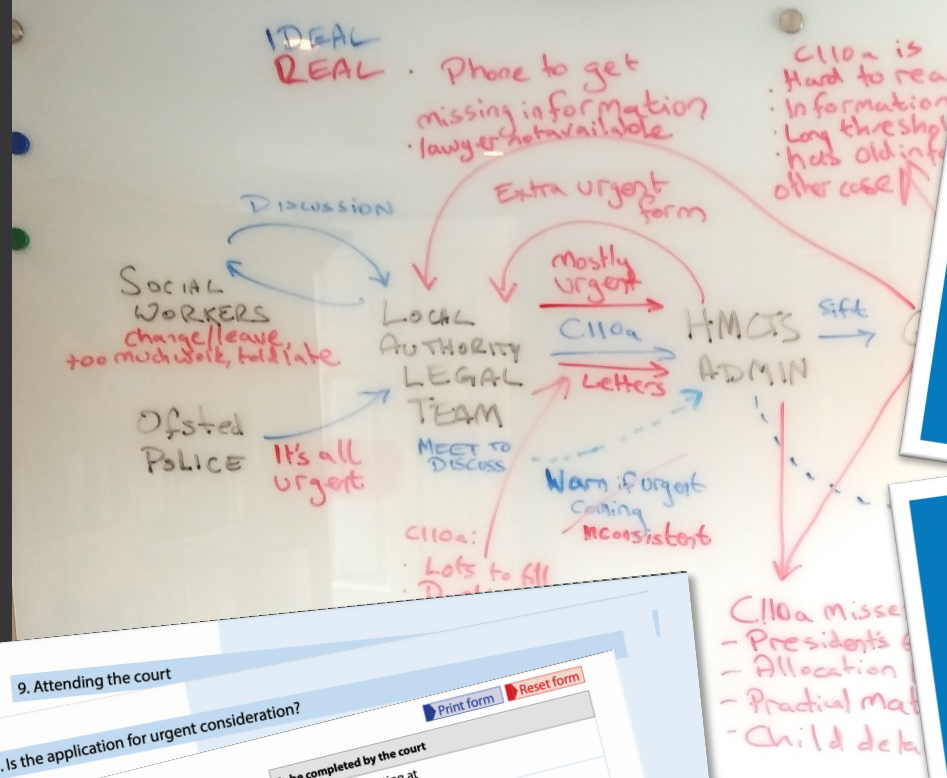 IDEAL
REAL · Phone to get
missing information
· lawyer not available
C110a is
· Hard to rea
· Information
· Long threshol
· has old inf
other case
Discussion
Extra urgent
form
SOCIAL
WORKERS
change/leave,
too much work, told late
mostly
urgent
LOCAL
AUTHORITY
LEGAL
TEAM
C110a
Letters
HMCTS
ADMIN
Sift
Ofsted
POLICE
It's all
urgent
MEET TO
DISCUSS
Warn if urgent
coming
inconsistent
C110a:
· Lots to fill
C110a misse
- Presidents
- Allocation
- Practical mat
- Child deta
9. Attending the court
. Is the application for urgent consideration?
Print form
Reset form
be completed by the court
ng at